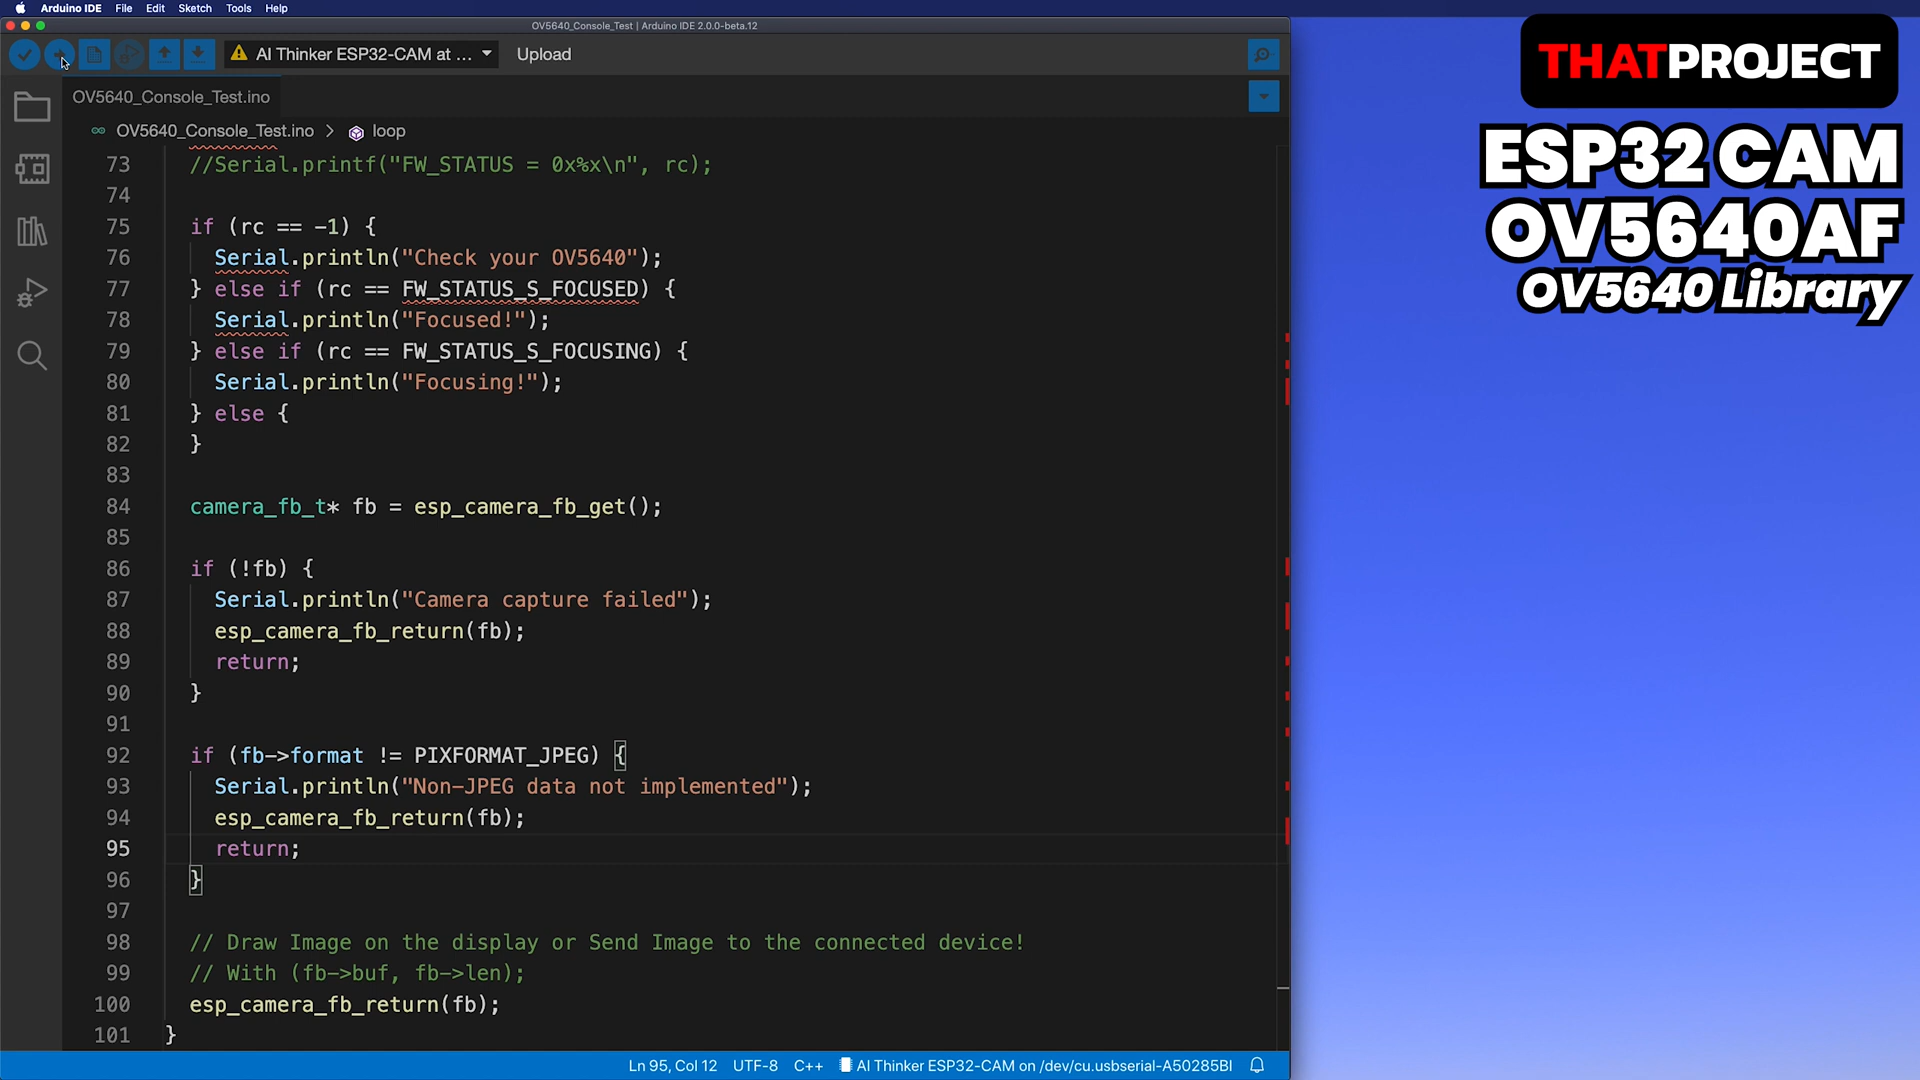 Arduino IDE File Edit Sketch Tools Help
OV5640_Console_Test | Arduino IDE 2.0.0-beta.12
AI Thinker ESP32-CAM at ... Upload
OV5640_Console_Test.ino
OV5640_Console_Test.ino > loop
73 //Serial.printf("FW_STATUS = 0x%x\n", rc);
74
75 if (rc == -1) {
76 Serial.println("Check your OV5640");
77 } else if (rc == FW_STATUS_S_FOCUSED) {
78 Serial.println("Focused!");
79 } else if (rc == FW_STATUS_S_FOCUSING) {
80 Serial.println("Focusing!");
81 } else {
82 }
83
84 camera_fb_t* fb = esp_camera_fb_get();
85
86 if (!fb) {
87 Serial.println("Camera capture failed");
88 esp_camera_fb_return(fb);
89 return;
90 }
91
92 if (fb->format != PIXFORMAT_JPEG) {
93 Serial.println("Non-JPEG data not implemented");
94 esp_camera_fb_return(fb);
95 return;
96 }
97
98 // Draw Image on the display or Send Image to the connected device!
99 // With (fb->buf, fb->len);
100 esp_camera_fb_return(fb);
101 }
Ln 95, Col 12 UTF-8 C++ AI Thinker ESP32-CAM on /dev/cu.usbserial-A50285BI
THATPROJECT
ESP32 CAM
OV5640AF
OV5640 Library